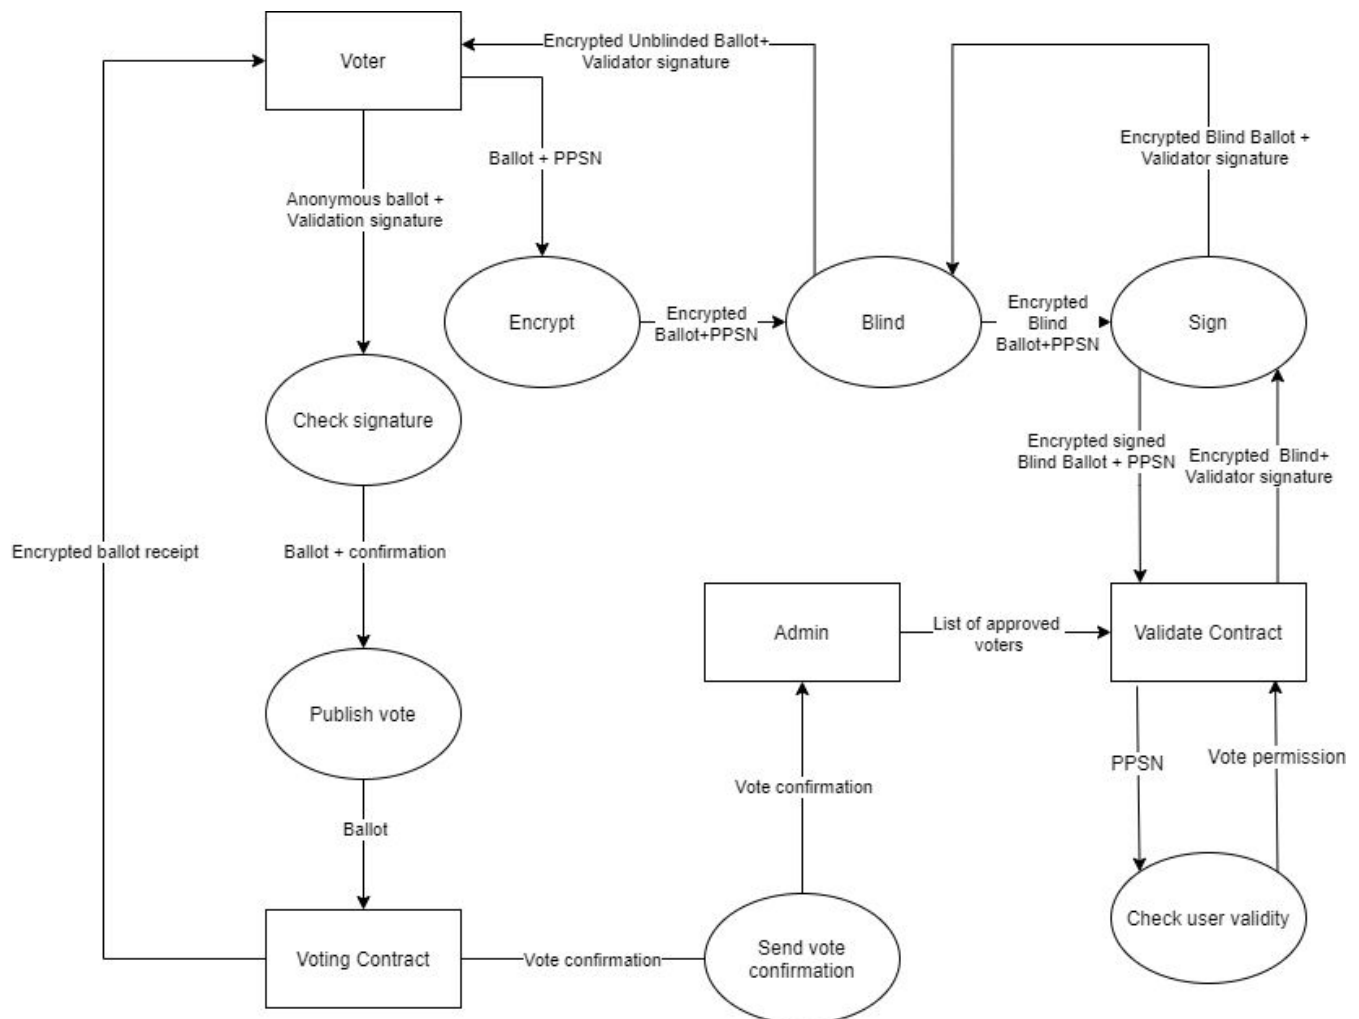 Voter
Encrypted Unblinded Ballot+
Validator signature
Encrypted Blind Ballot +
Validator signature
Ballot + PPSN
Anonymous ballot +
Validation signature
Encrypt
Encrypted
Ballot+PPSN
Blind
Encrypted
Blind
Ballot+PPSN
Sign
Check signature
Encrypted signed
Blind Ballot + PPSN
Encrypted Blind+
Validator signature
Encrypted ballot receipt
Ballot + confirmation
Admin
List of approved
voters
Validate Contract
Publish vote
PPSN
Vote permission
Vote confirmation
Ballot
Check user validity
Voting Contract
Vote confirmation
Send vote
confirmation